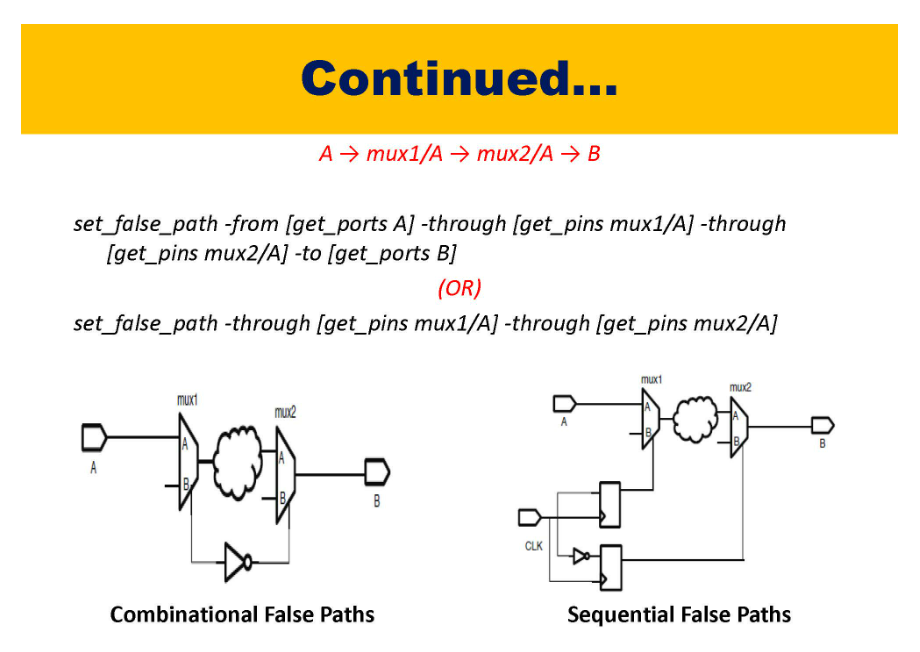 Continued…
A → mux1/A → mux2/A → B
set_false_path -from [get_ports A] -through [get_pins mux1/A] -through
[get_pins mux2/A] -to [get_ports B]
(OR)
set_false_path -through [get_pins mux1/A] -through [get_pins mux2/A]
mux1
mux2
A
A
B
A
B
B
mux1
mux2
A
A
B
A
B
B
CLK
Combinational False Paths
Sequential False Paths